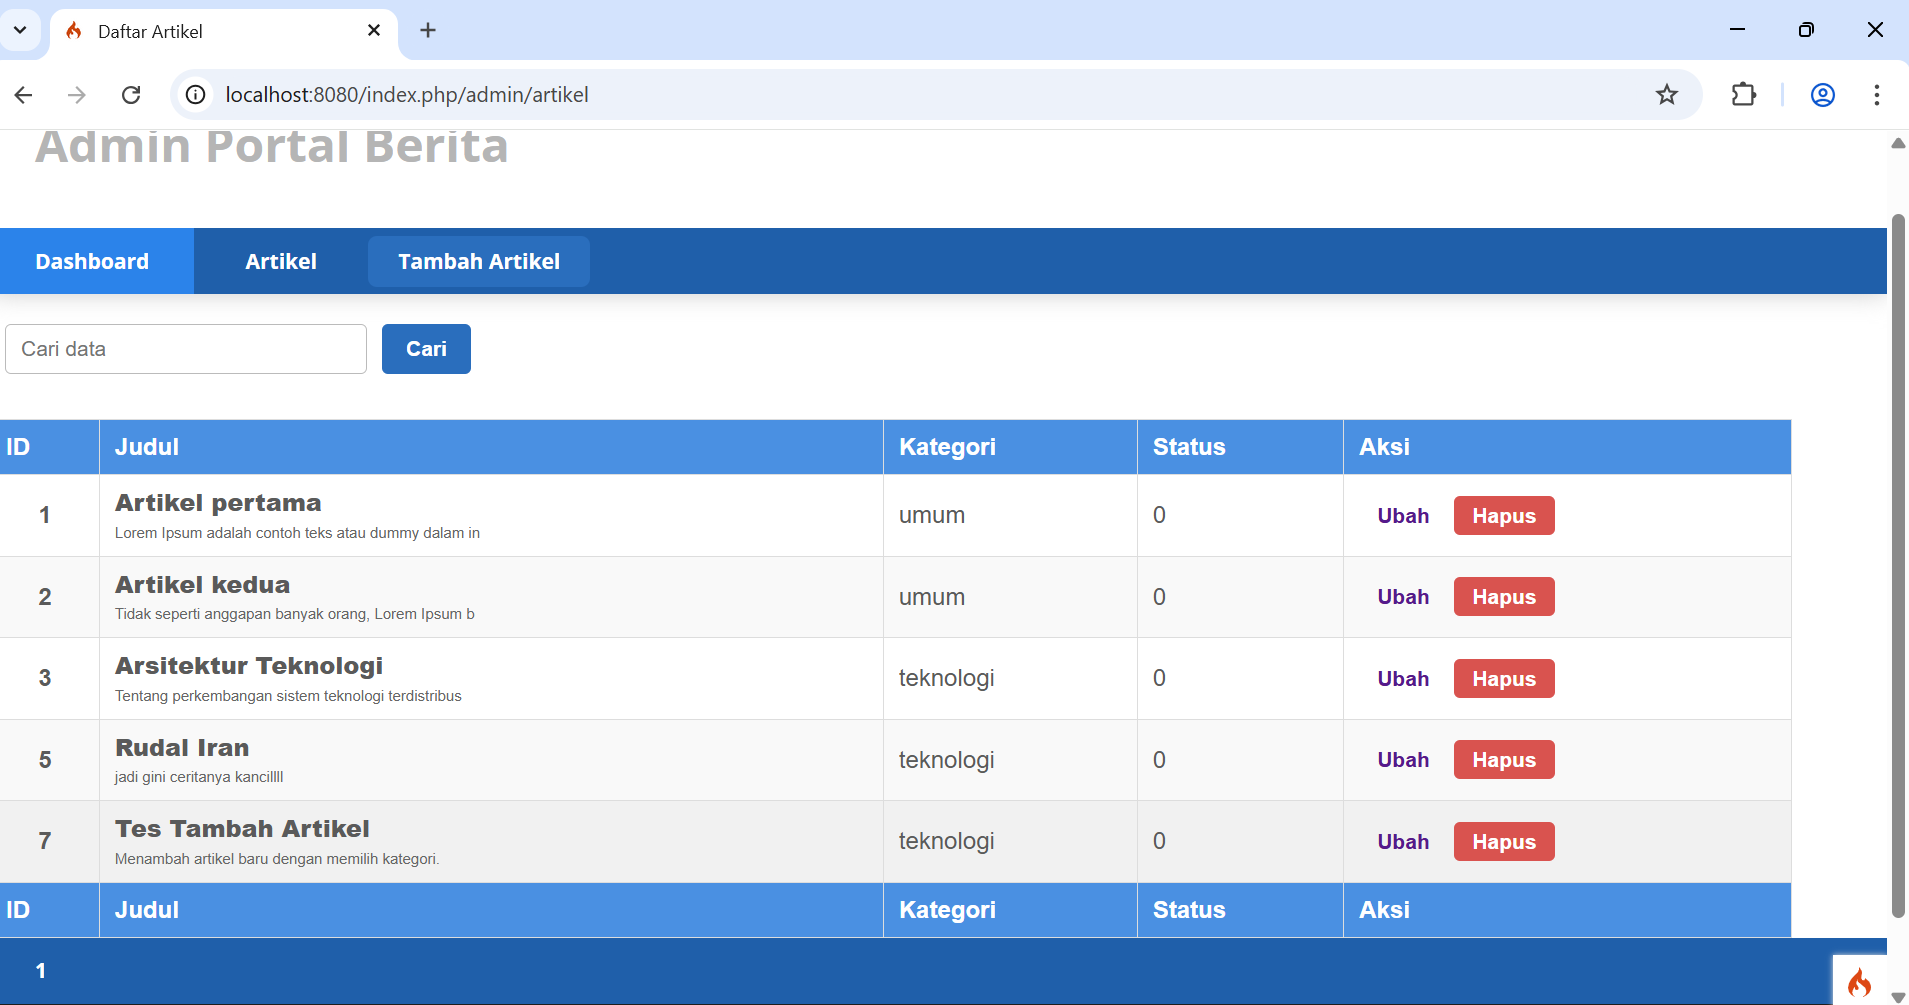 Daftar Artikel
localhost:8080/index.php/admin/artikel
Admin Portal Berita
Dashboard Artikel Tambah Artikel
Cari data Cari
ID Judul Kategori Status Aksi
1 Artikel pertama umum 0 Ubah Hapus
Lorem Ipsum adalah contoh teks atau dummy dalam in
2 Artikel kedua umum 0 Ubah Hapus
Tidak seperti anggapan banyak orang, Lorem Ipsum b
3 Arsitektur Teknologi teknologi 0 Ubah Hapus
Tentang perkembangan sistem teknologi terdistribus
5 Rudal Iran teknologi 0 Ubah Hapus
jadi gini ceritanya kancillll
7 Tes Tambah Artikel teknologi 0 Ubah Hapus
Menambah artikel baru dengan memilih kategori.
ID Judul Kategori Status Aksi
1